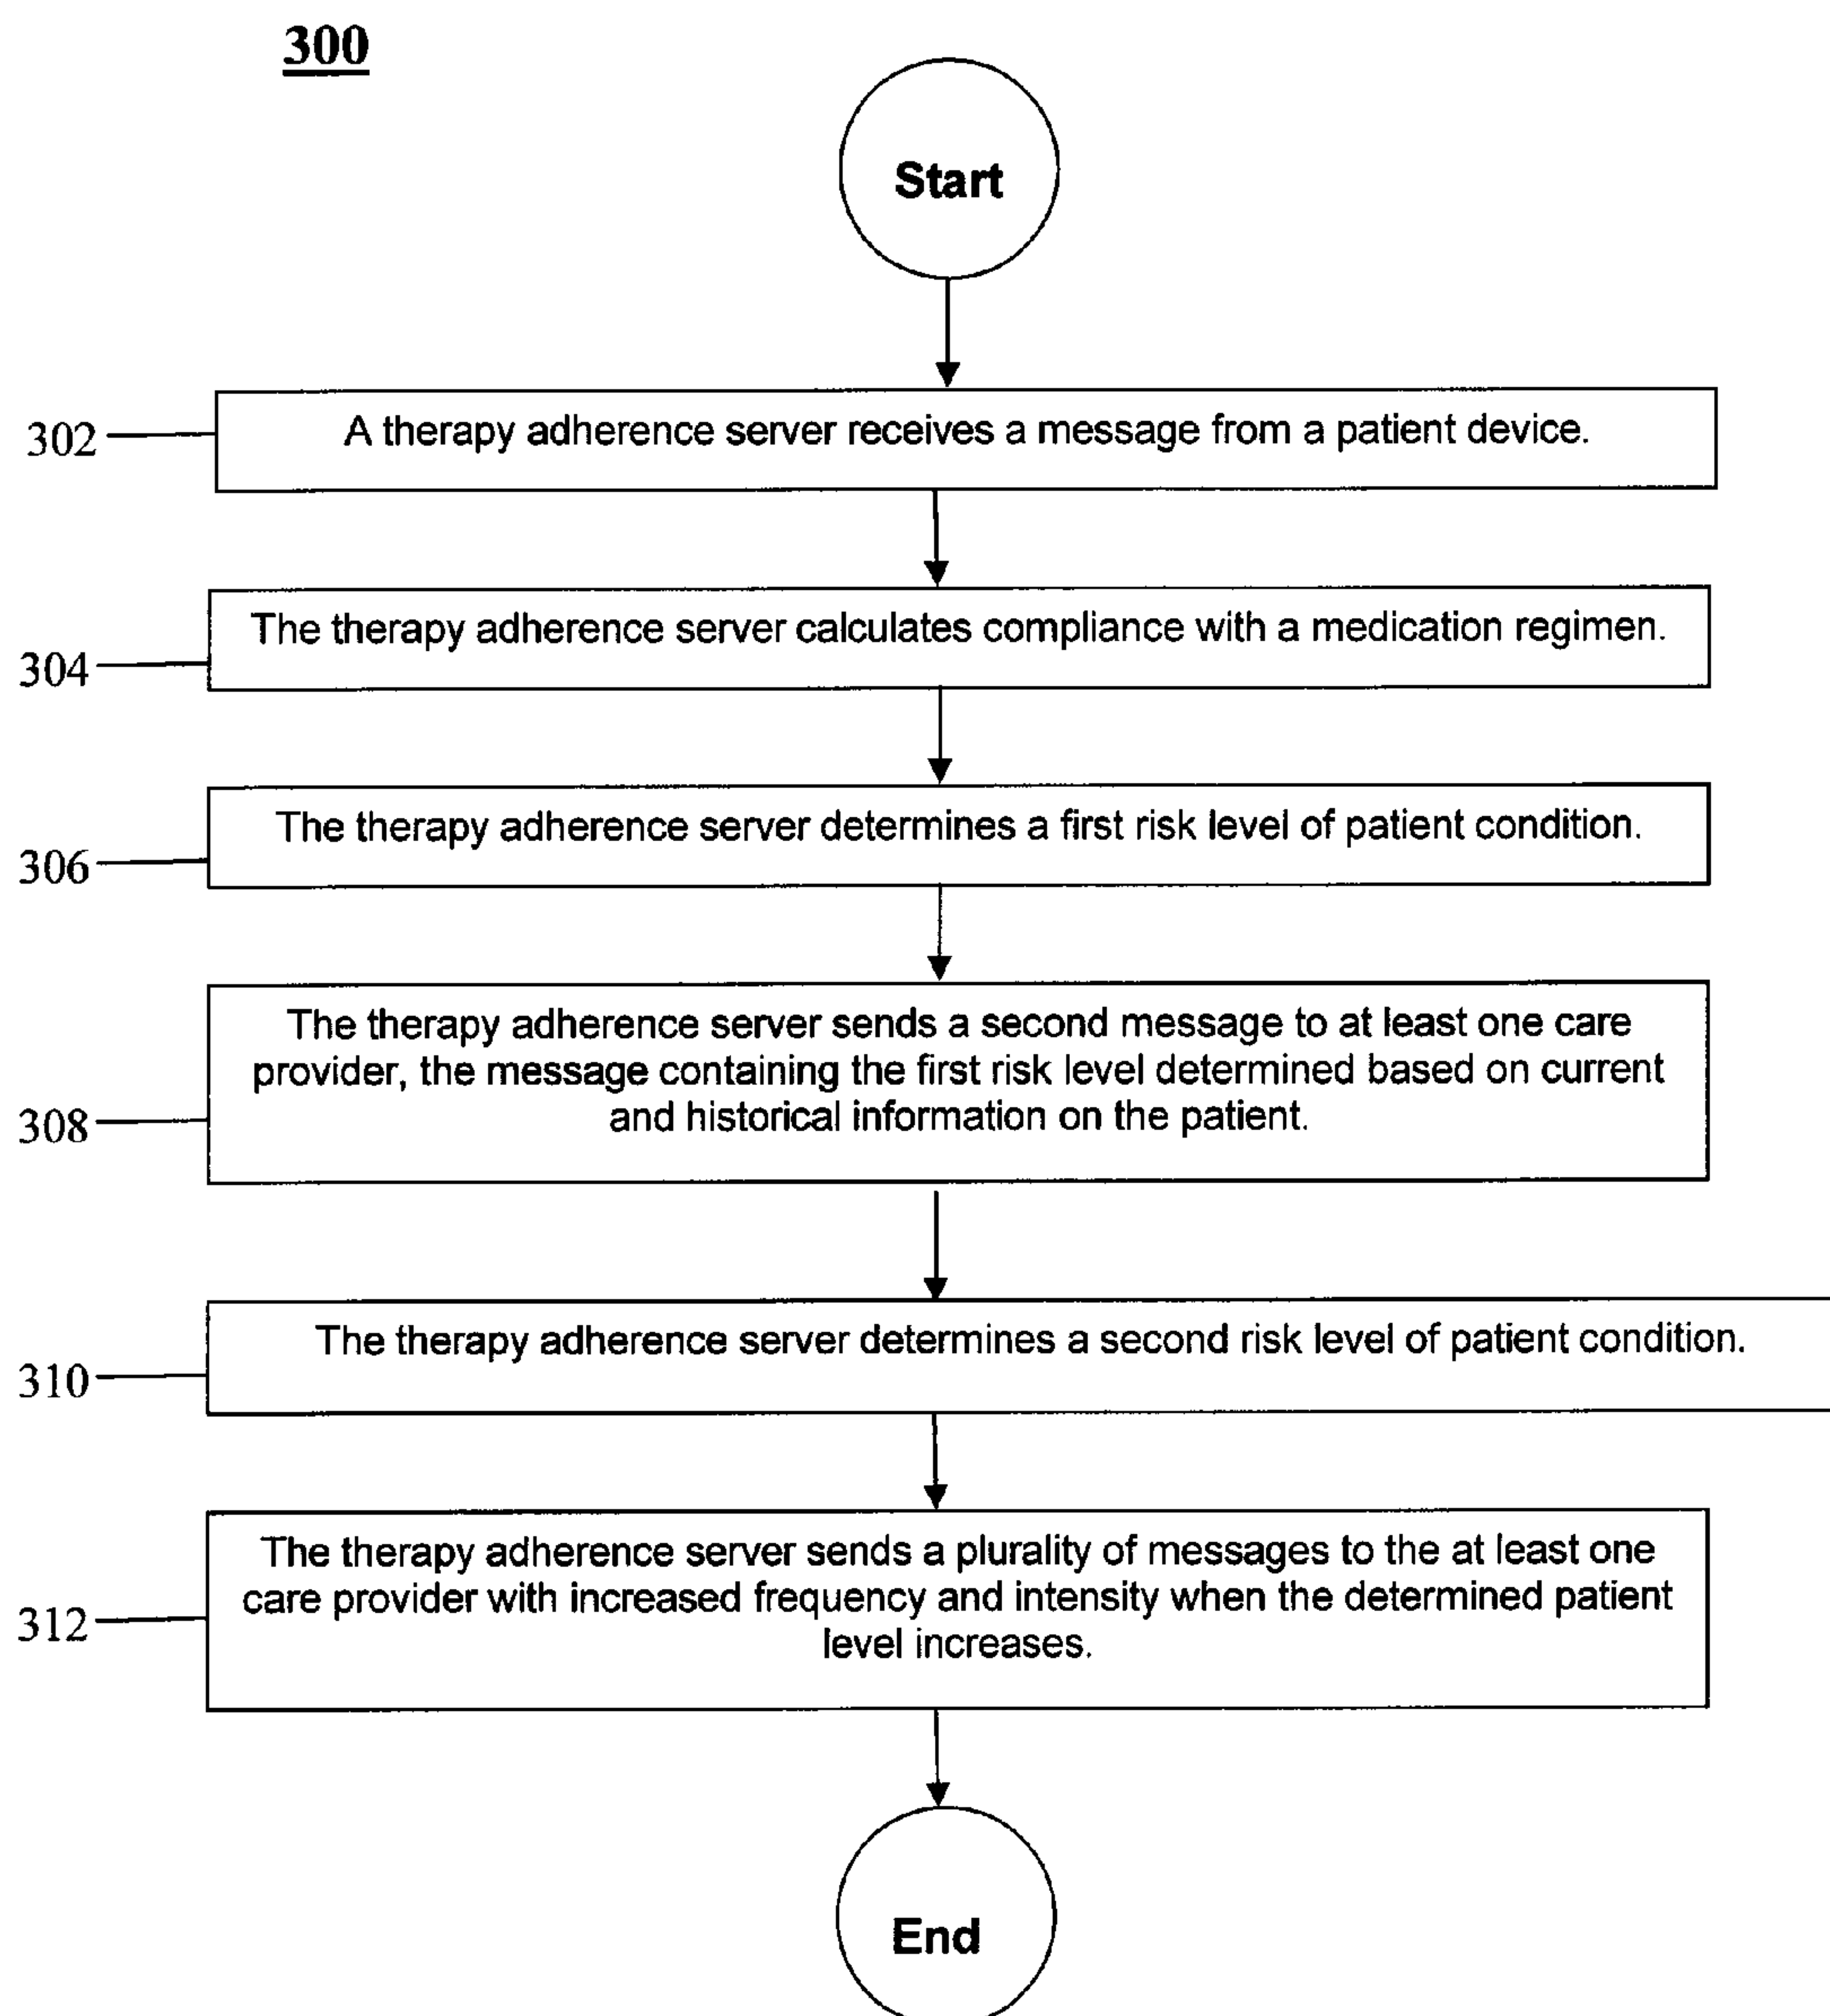 300
Start
302
A therapy adherence server receives a message from a patient device.
304
The therapy adherence server calculates compliance with a medication regimen.
306
The therapy adherence server determines a first risk level of patient condition.
308
The therapy adherence server sends a second message to at least one care
provider, the message containing the first risk level determined based on current
and historical information on the patient.
310
The therapy adherence server determines a second risk level of patient condition.
312
The therapy adherence server sends a plurality of messages to the at least one
care provider with increased frequency and intensity when the determined patient
level increases.
End